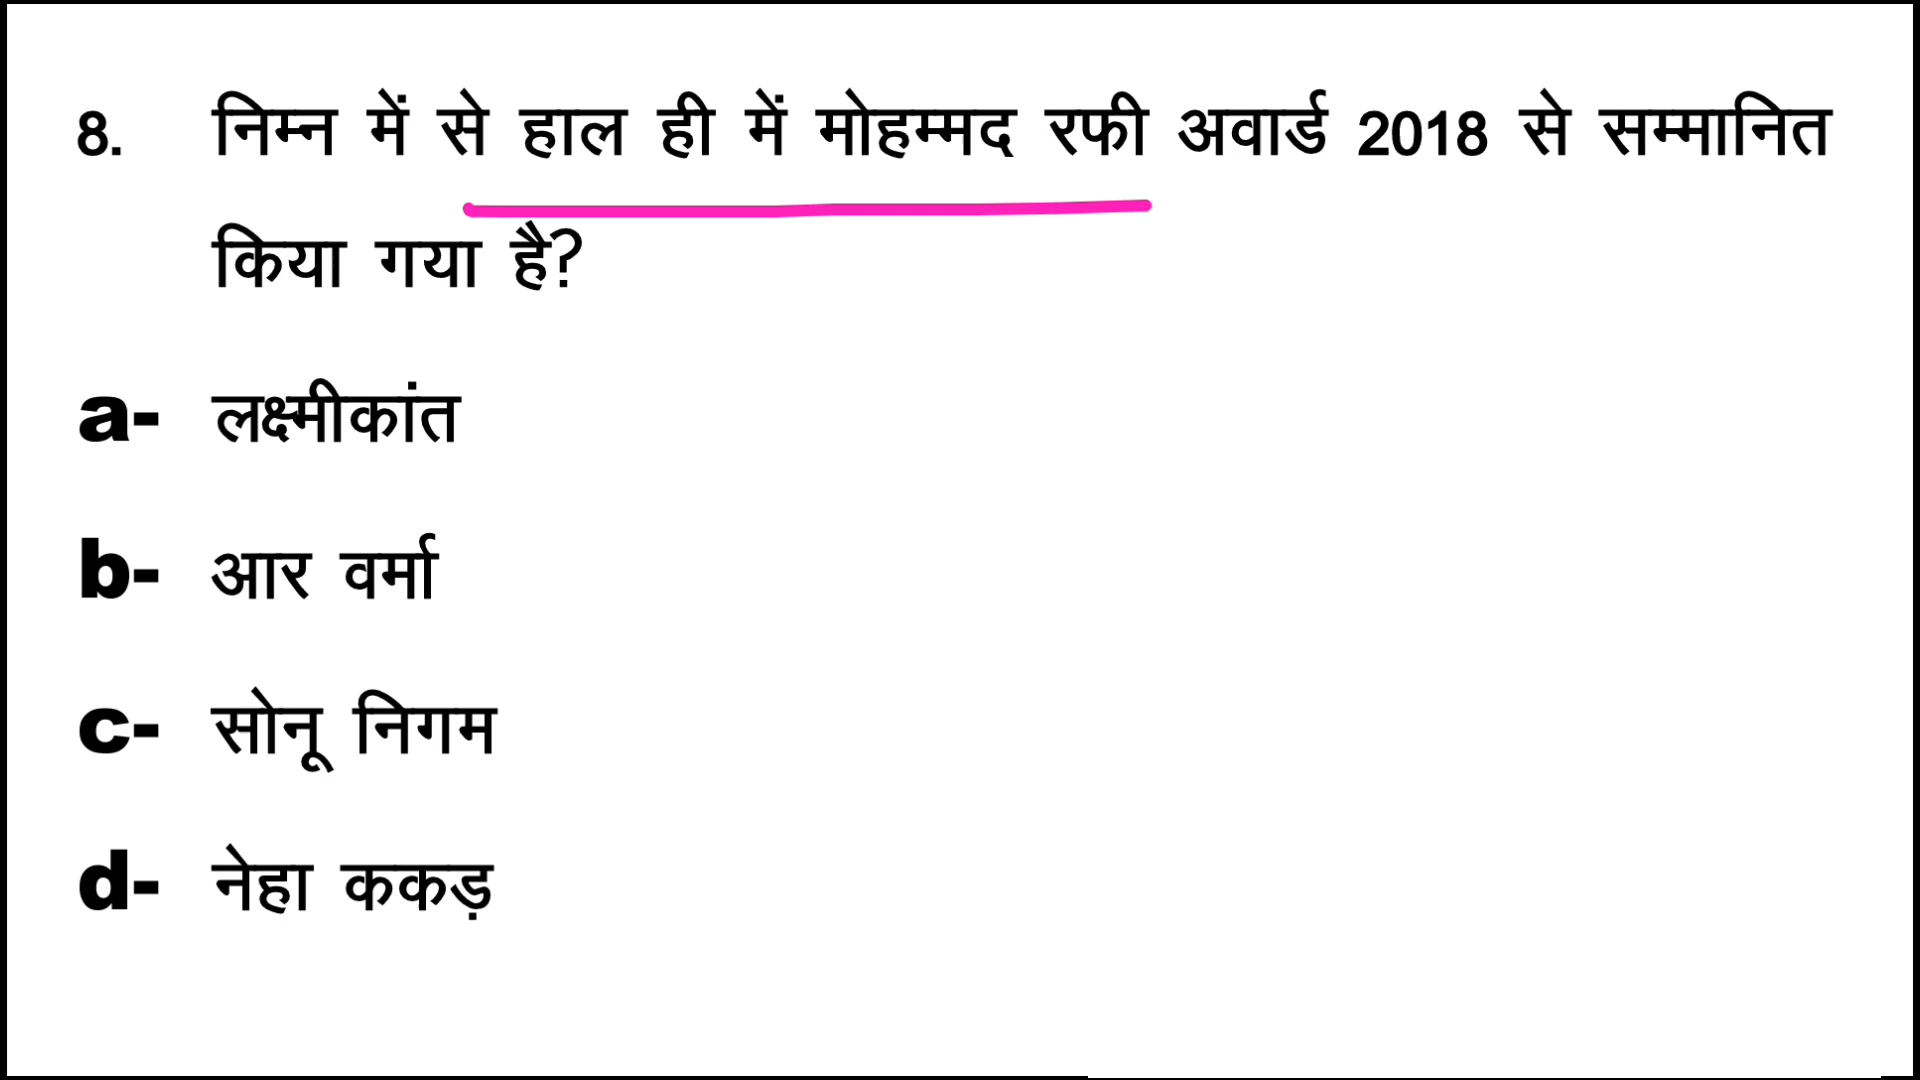 8. निम्न में से हाल ही में मोहम्मद रफी अवार्ड 2018 से सम्मानित
किया गया है?
a- लक्ष्मीकांत
b- आर वर्मा
c- सोनू निगम
d- नेहा ककड़